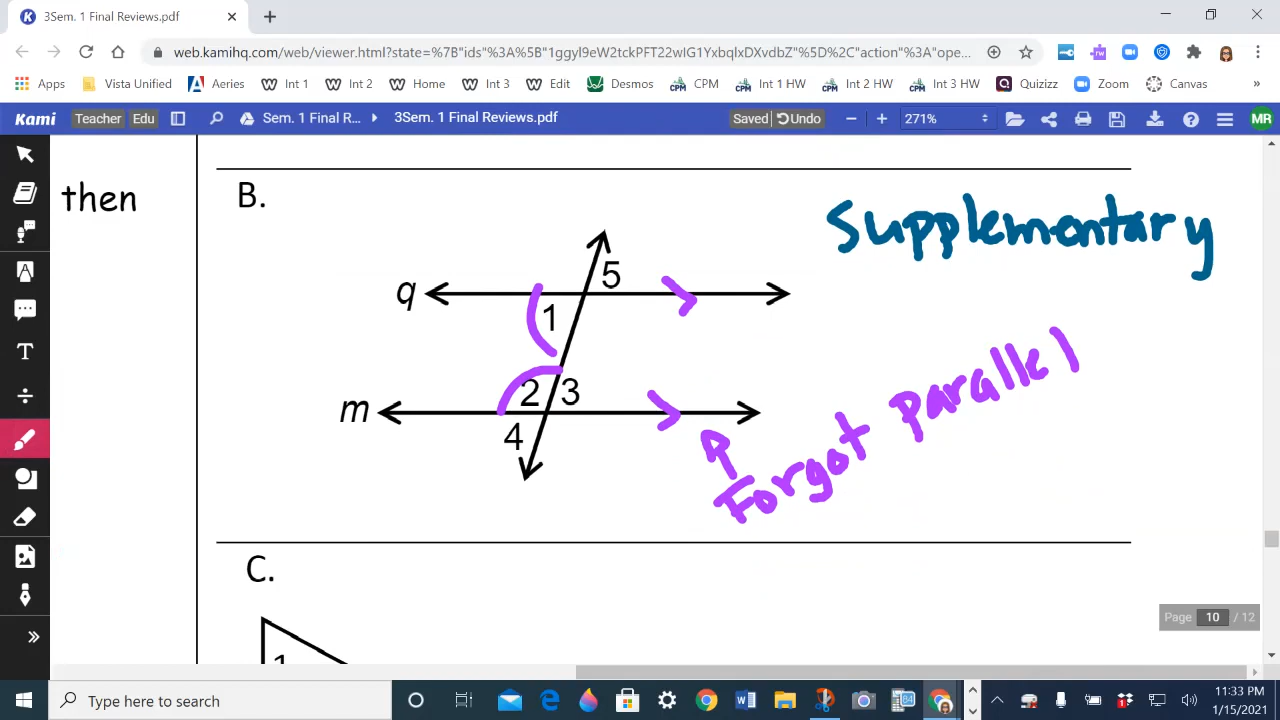 3Sem. 1 Final Reviews.pdf
web.kamihq.com/web/viewer.html?state=%7B"ids"%3A%5B"1ggyl9eW2tckPFT22wIG1YxXqlxDXvdbZ"%5D%2C"action"%3A"ope...
Apps Vista Unified Aeries Int 1 Int 2 Home Int 3 Edit Desmos CPM Int 1 HW Int 2 HW Int 3 HW Quizizz Zoom Canvas »
Kami Teacher Edu Sem. 1 Final R... 3Sem. 1 Final Reviews.pdf Saved Undo 271% MR
then
B.
Supplementary
5
q
1
Forgot Parallel
2 3
m
4
C.
1
Page 10 / 12
Type here to search
11:33 PM
1/15/2021